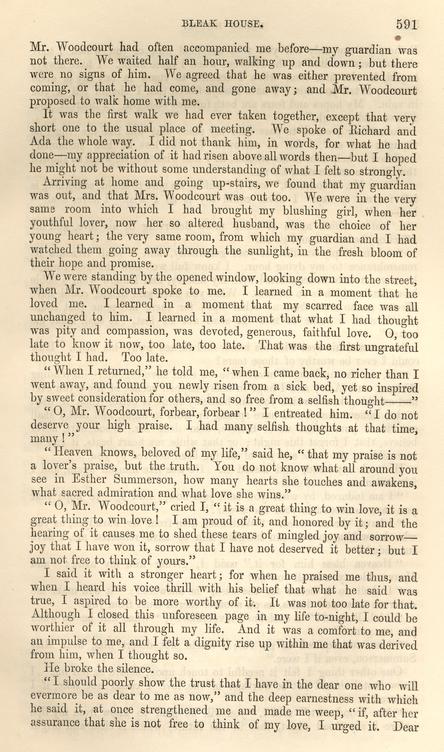 BLEAK HOUSE. 591
Mr. Woodcourt had often accompanied me before—my guardian was
not there. We waited half an hour, walking up and down; but there
were no signs of him. We agreed that he was either prevented from
coming, or that he had come, and gone away; and Mr. Woodcourt
proposed to walk home with me.
It was the first walk we had ever taken together, except that very
short one to the usual place of meeting. We spoke of Richard and
Ada the whole way. I did not thank him, in words, for what he had
done—my appreciation of it had risen above all words then—but I hoped
he might not be without some understanding of what I felt so strongly.
Arriving at home and going up-stairs, we found that my guardian
was out, and that Mrs. Woodcourt was out too. We were in the very
same room into which I had brought my blushing girl, when her
youthful lover, now her so altered husband, was the choice of her
young heart; the very same room, from which my guardian and I had
watched them going away through the sunlight, in the fresh bloom of
their hope and promise.
We were standing by the opened window, looking down into the street,
when Mr. Woodcourt spoke to me. I learned in a moment that he
loved me. I learned in a moment that my scarred face was all
unchanged to him. I learned in a moment that what I had thought
was pity and compassion, was devoted, generous, faithful love. O, too
late to know it now, too late, too late. That was the first ungrateful
thought I had. Too late.
"When I returned," he told me, "when I came back, no richer than I
went away, and found you newly risen from a sick bed, yet so inspired
by sweet consideration for others, and so free from a selfish thought——"
"O, Mr. Woodcourt, forbear, forbear!" I entreated him. "I do not
deserve your high praise. I had many selfish thoughts at that time,
many!"
"Heaven knows, beloved of my life," said he, "that my praise is not
a lover's praise, but the truth. You do not know what all around you
see in Esther Summerson, how many hearts she touches and awakens,
what sacred admiration and what love she wins."
"O, Mr. Woodcourt," cried I, "it is a great thing to win love, it is a
great thing to win love! I am proud of it, and honored by it; and the
hearing of it causes me to shed these tears of mingled joy and sorrow—
joy that I have won it, sorrow that I have not deserved it better; but I
am not free to think of yours."
I said it with a stronger heart; for when he praised me thus, and
when I heard his voice thrill with his belief that what he said was
true, I aspired to be more worthy of it. It was not too late for that.
Although I closed this unforeseen page in my life to-night, I could be
worthier of it all through my life. And it was a comfort to me, and
an impulse to me, and I felt a dignity rise up within me that was derived
from him, when I thought so.
He broke the silence.
"I should poorly show the trust that I have in the dear one who will
evermore be as dear to me as now," and the deep earnestness with which
he said it, at once strengthened me and made me weep, "if, after her
assurance that she is not free to think of my love, I urged it. Dear